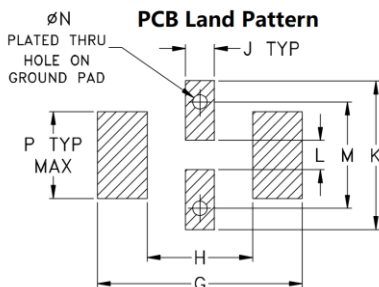 PCB Land Pattern
øN
PLATED THRU
HOLE ON
GROUND PAD
J TYP
P TYP
MAX
L
M
K
H
G